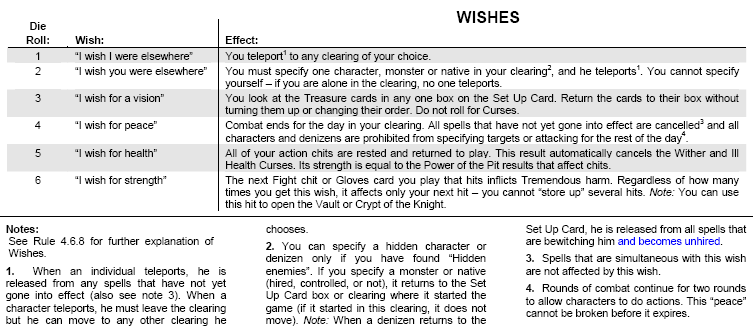 WISHES
Die
Roll: Wish: Effect:
1 "I wish I were elsewhere" You teleport1 to any clearing of your choice.
2 "I wish you were elsewhere" You must specify one character, monster or native in your clearing2, and he teleports1. You cannot specify
yourself – if you are alone in the clearing, no one teleports.
3 "I wish for a vision" You look at the Treasure cards in any one box on the Set Up Card. Return the cards to their box without
turning them up or changing their order. Do not roll for Curses.
4 "I wish for peace" Combat ends for the day in your clearing. All spells that have not yet gone into effect are cancelled3 and all
characters and denizens are prohibited from specifying targets or attacking for the rest of the day4.
5 "I wish for health" All of your action chits are rested and returned to play. This result automatically cancels the Wither and Ill
Health Curses. Its strength is equal to the Power of the Pit results that affect chits.
6 "I wish for strength" The next Fight chit or Gloves card you play that hits inflicts Tremendous harm. Regardless of how many
times you get this wish, it affects only your next hit – you cannot "store up" several hits. Note: You can use
this hit to open the Vault or Crypt of the Knight.
Notes:
See Rule 4.6.8 for further explanation of
Wishes.
1. When an individual teleports, he is
released from any spells that have not yet
gone into effect (also see note 3). When a
character teleports, he must leave the clearing
but he can move to any other clearing he
chooses.
2. You can specify a hidden character or
denizen only if you have found "Hidden
enemies". If you specify a monster or native
(hired, controlled, or not), it returns to the Set
Up Card box or clearing where it started the
game (if it started in this clearing, it does not
move). Note: When a denizen returns to the
Set Up Card, he is released from all spells that
are bewitching him and becomes unhired.
3. Spells that are simultaneous with this wish
are not affected by this wish.
4. Rounds of combat continue for two rounds
to allow characters to do actions. This "peace"
cannot be broken before it expires.